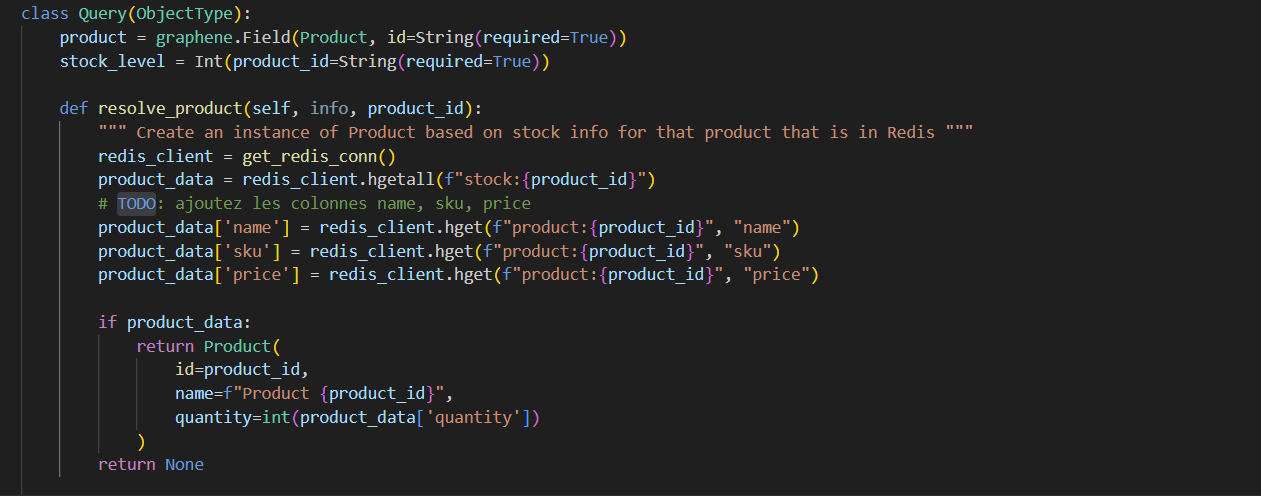 class Query(ObjectType):
product = graphene.Field(Product, id=String(required=True))
stock_level = Int(product_id=String(required=True))
def resolve_product(self, info, product_id):
""" Create an instance of Product based on stock info for that product that is in Redis """
redis_client = get_redis_conn()
product_data = redis_client.hgetall(f"stock:{product_id}")
# TODO: ajoutez les colonnes name, sku, price
product_data['name'] = redis_client.hget(f"product:{product_id}", "name")
product_data['sku'] = redis_client.hget(f"product:{product_id}", "sku")
product_data['price'] = redis_client.hget(f"product:{product_id}", "price")
if product_data:
return Product(
id=product_id,
name=f"Product {product_id}",
quantity=int(product_data['quantity'])
)
return None